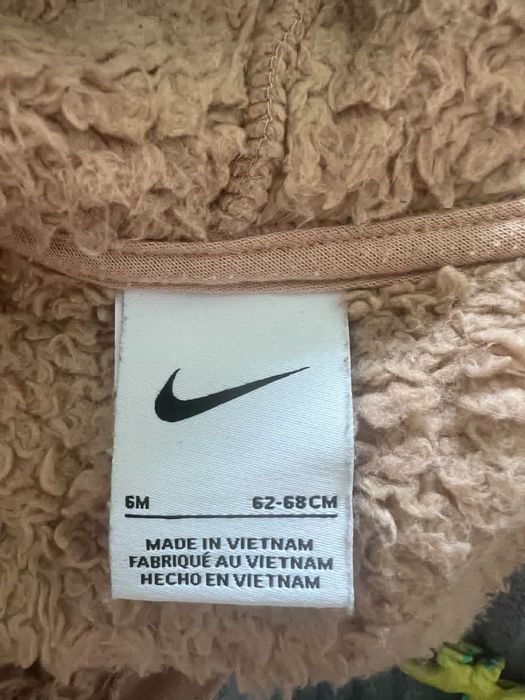 6M 62-68CM
MADE IN VIETNAM
FABRIQUÉ AU VIETNAM
HECHO EN VIETNAM